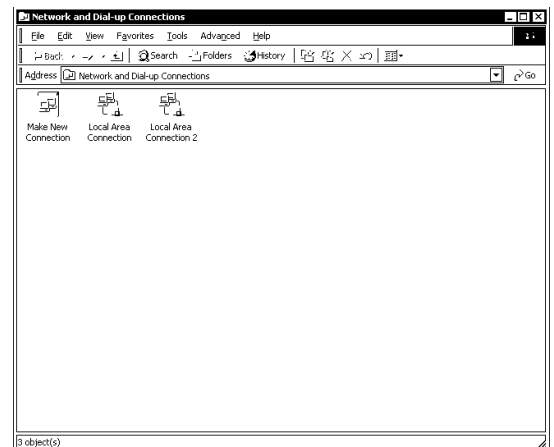 Network and Dial-up Connections
File Edit View Favorites Tools Advanced Help
Back Search Folders History
Address Network and Dial-up Connections Go
Make New Connection
Local Area Connection
Local Area Connection 2
3 object(s)